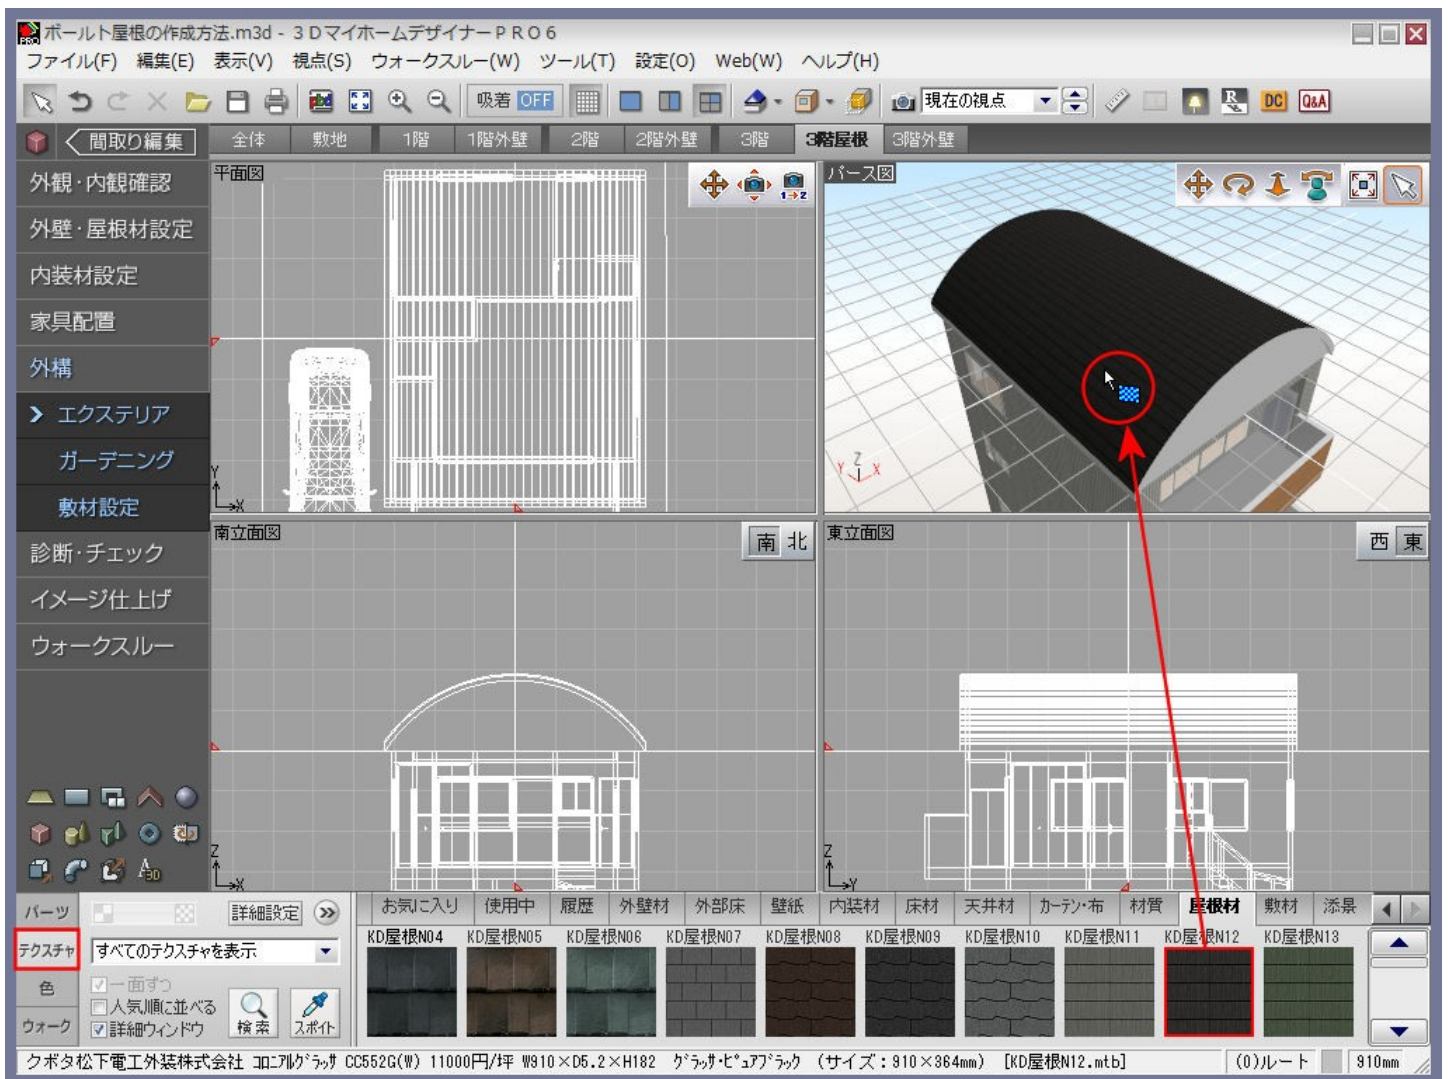 ボールト屋根の作成方法.m3d - ３Ｄマイホームデザイナー－ＰＲＯ６
ファイル(F) 編集(E) 表示(V) 視点(S) ウォークスルー(W) ツール(T) 設定(O) Web(W) ヘルプ(H)
吸着 OFF 現在の視点 DC Q&A
間取り編集 全体 敷地 1階 1階外壁 2階 2階外壁 3階 3階屋根 3階外壁
外観・内観確認
外壁・屋根材設定
内装材設定
家具配置
外構
エクステリア
ガーデニング
敷材設定
診断・チェック
イメージ仕上げ
ウォークスルー
平面図
1→2
Y
X
パース図
Y Z X
南立面図
南 北
Z
X
東立面図
西 東
Z
Y
パーツ
テクスチャ
色
ウォーク
詳細設定
すべてのテクスチャを表示
一面ずつ
人気順に並べる
詳細ウィンドウ
検索
スポイト
お気に入り 使用中 履歴 外壁材 外部床 壁紙 内装材 床材 天井材 カーテン・布 材質 屋根材 敷材 添景
KD屋根N04 KD屋根N05 KD屋根N06 KD屋根N07 KD屋根N08 KD屋根N09 KD屋根N10 KD屋根N11 KD屋根N12 KD屋根N13
クボタ松下電工外装株式会社 ｺﾛﾆｱﾙｸﾞﾗｯｻ CC552G(W) 11000円/坪 W910×D5.2×H182 ｸﾞﾗｯｻ･ﾋﾟｭｱﾌﾞﾗｯｸ （サイズ：910×364mm） [KD屋根N12.mtb] (0)ルート 910mm